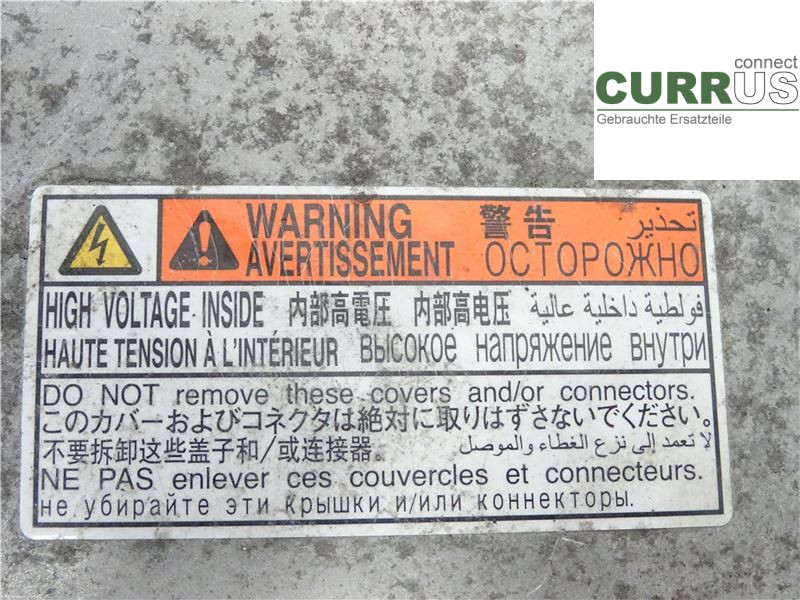 connect
CURRUS
Gebrauchte Ersatzteile
WARNING 警告 تحذير
AVERTISSEMENT ОСТОРОЖНО
HIGH VOLTAGE INSIDE 内部高電圧 内部高电压 فولطية داخلية عالية
HAUTE TENSION À L'INTÉRIEUR высокое напряжение внутри
DO NOT remove these covers and/or connectors.
このカバーおよびコネクタは絶対に取りはずさないでください。
不要拆卸这些盖子和/或连接器。 لا تعمد إلى نزع الغطاء والموصل
NE PAS enlever ces couvercles et connecteurs.
не убирайте эти крышки и/или коннекторы.